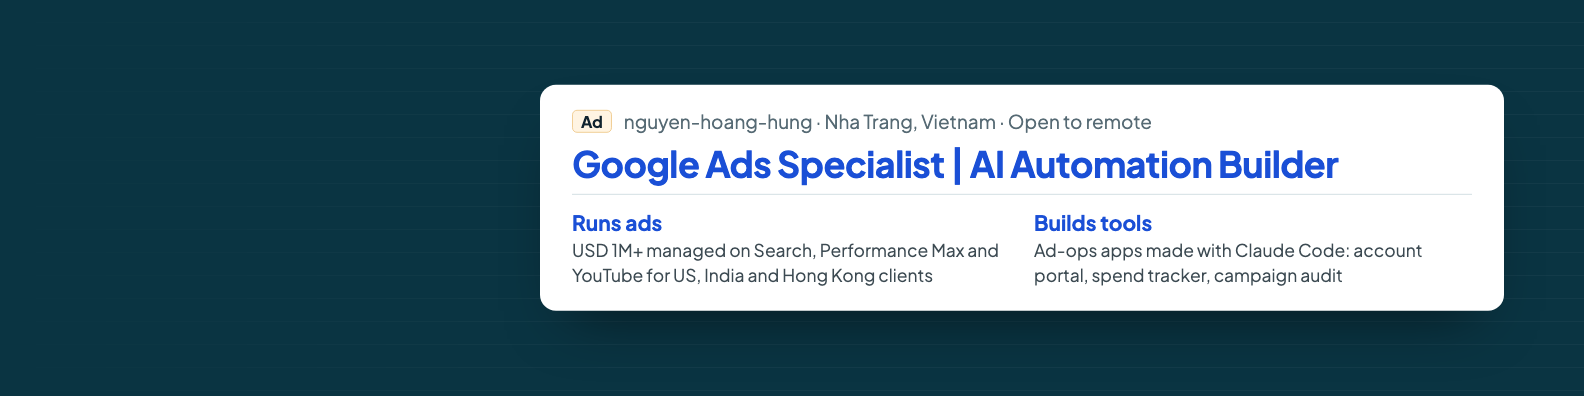 Ad nguyen-hoang-hung · Nha Trang, Vietnam · Open to remote
Google Ads Specialist | AI Automation Builder
Runs ads
USD 1M+ managed on Search, Performance Max and
YouTube for US, India and Hong Kong clients
Builds tools
Ad-ops apps made with Claude Code: account
portal, spend tracker, campaign audit